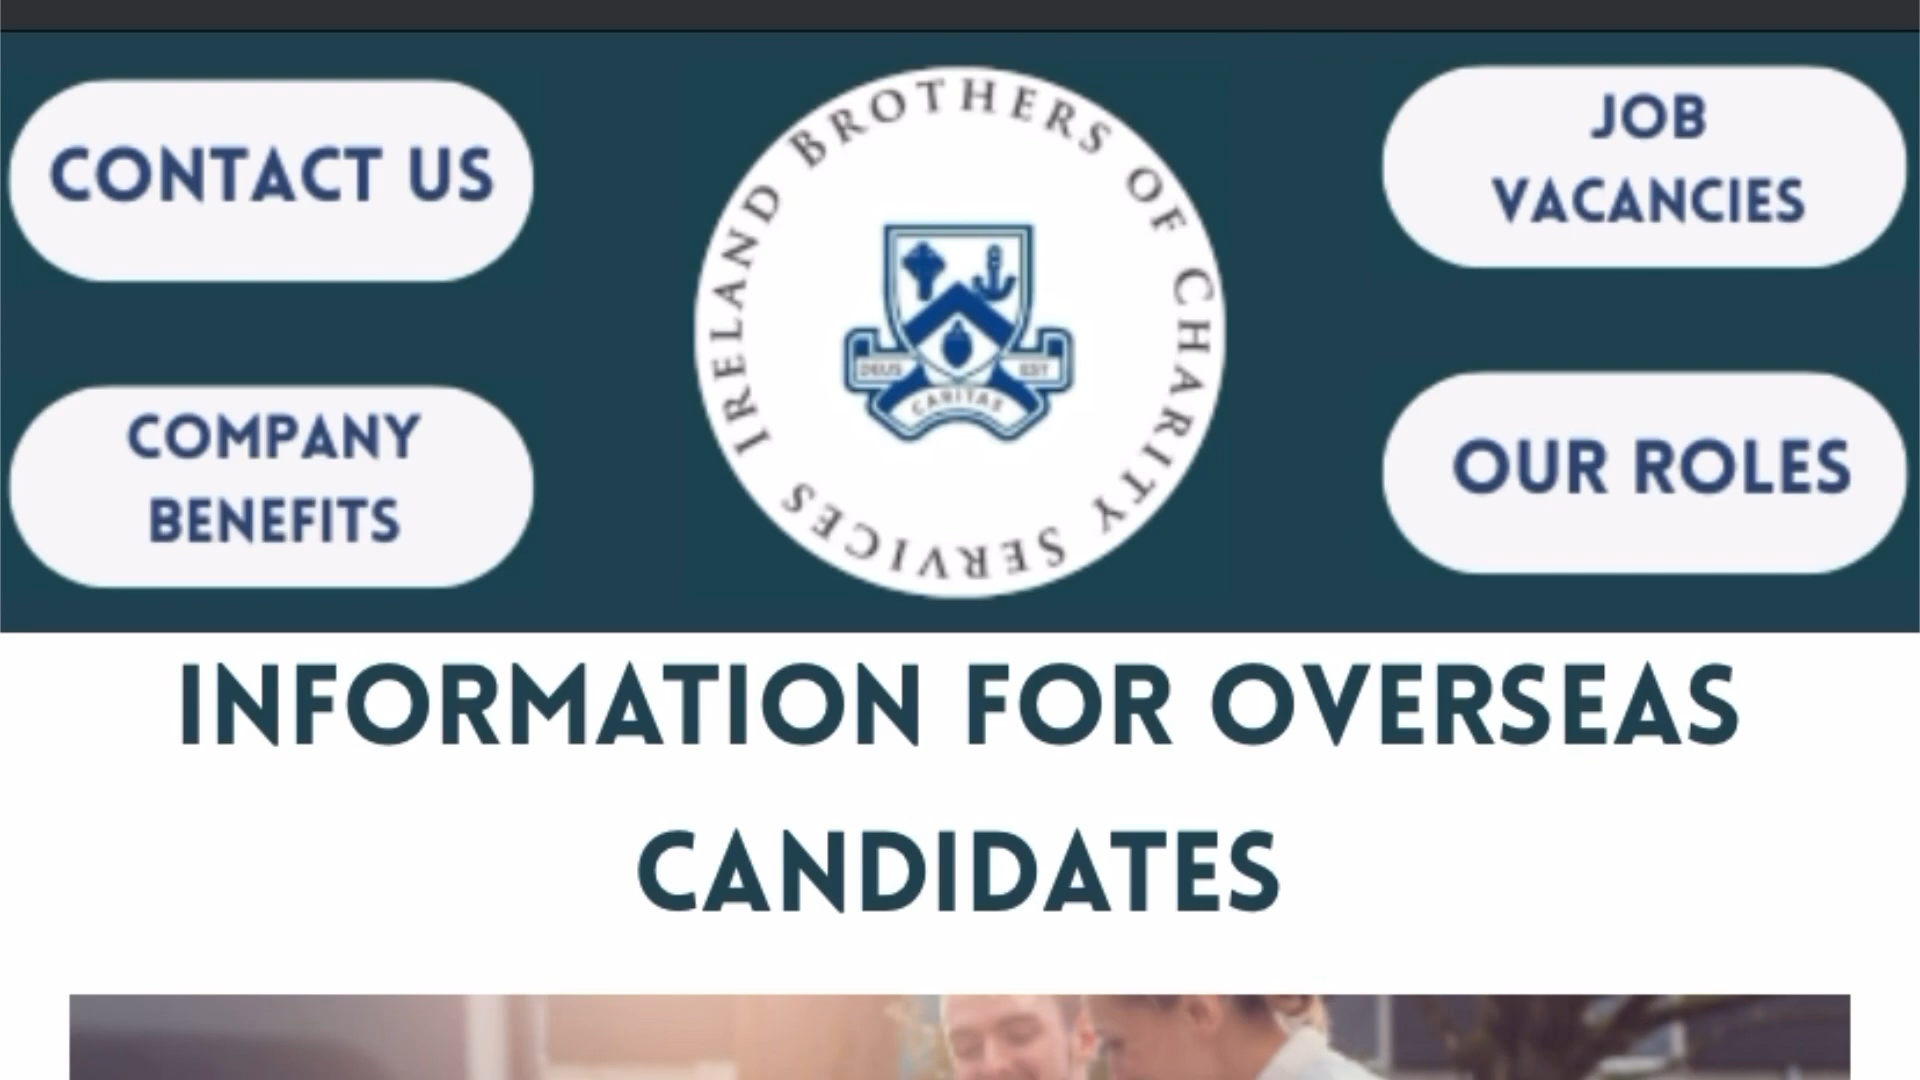 CONTACT US
JOB
VACANCIES
IRELAND BROTHERS OF CHARITY SERVICES
DEUS EST
CARITAS
COMPANY
BENEFITS
OUR ROLES
INFORMATION FOR OVERSEAS
CANDIDATES